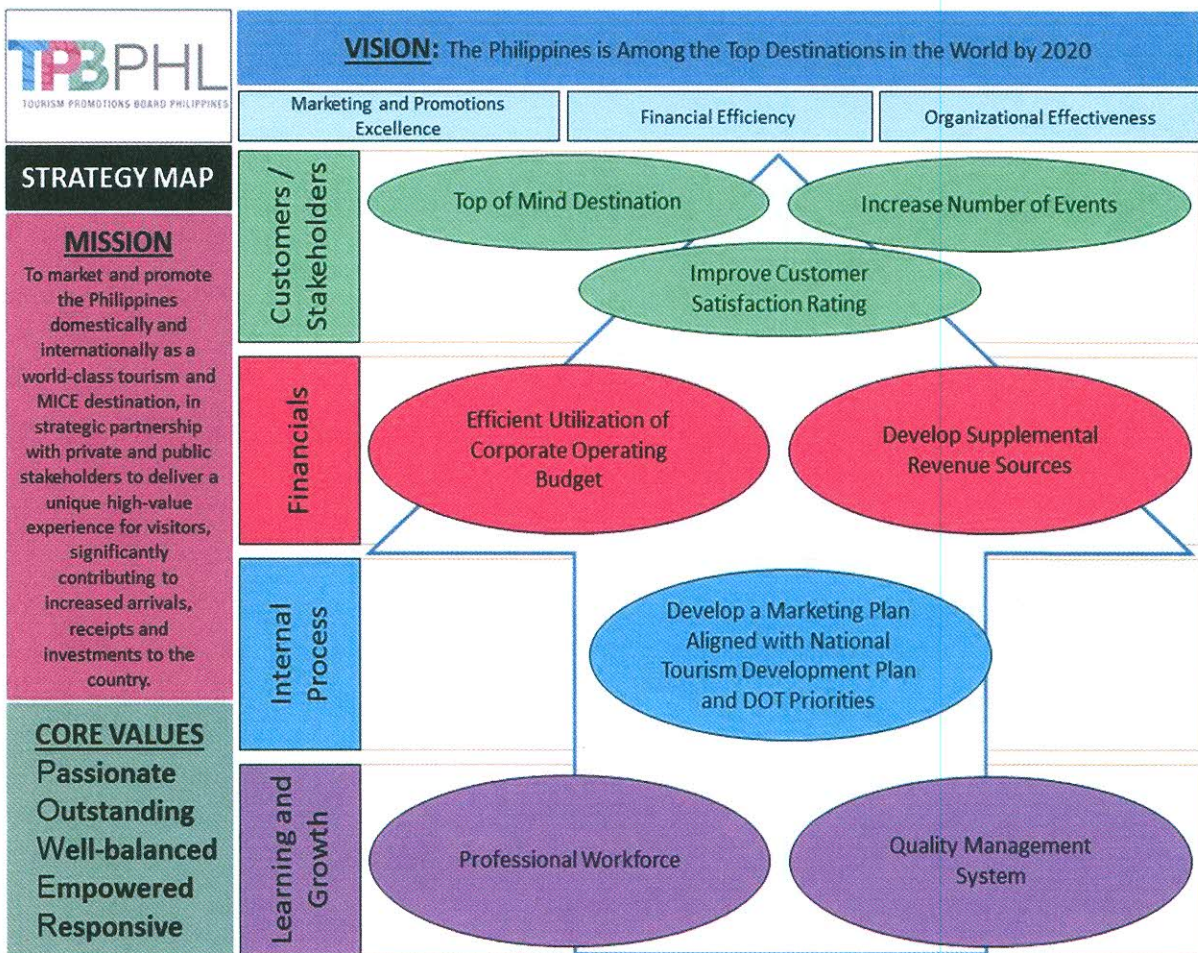 TPBPHL
TOURISM PROMOTIONS BOARD PHILIPPINES
VISION: The Philippines is Among the Top Destinations in the World by 2020
Marketing and Promotions
Excellence
Financial Efficiency
Organizational Effectiveness
STRATEGY MAP
MISSION
To market and promote
the Philippines
domestically and
internationally as a
world-class tourism and
MICE destination, in
strategic partnership
with private and public
stakeholders to deliver a
unique high-value
experience for visitors,
significantly
contributing to
increased arrivals,
receipts and
investments to the
country.
CORE VALUES
Passionate
Outstanding
Well-balanced
Empowered
Responsive
Customers /
Stakeholders
Top of Mind Destination
Increase Number of Events
Improve Customer
Satisfaction Rating
Financials
Efficient Utilization of
Corporate Operating
Budget
Develop Supplemental
Revenue Sources
Internal
Process
Develop a Marketing Plan
Aligned with National
Tourism Development Plan
and DOT Priorities
Learning and
Growth
Professional Workforce
Quality Management
System